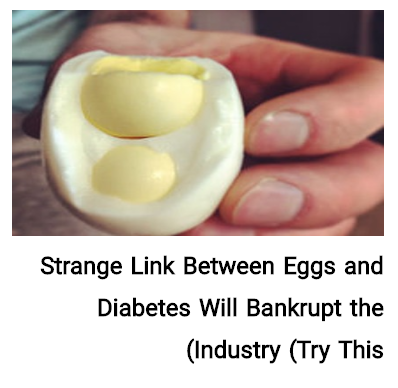 Strange Link Between Eggs and
Diabetes Will Bankrupt the
(Industry (Try This